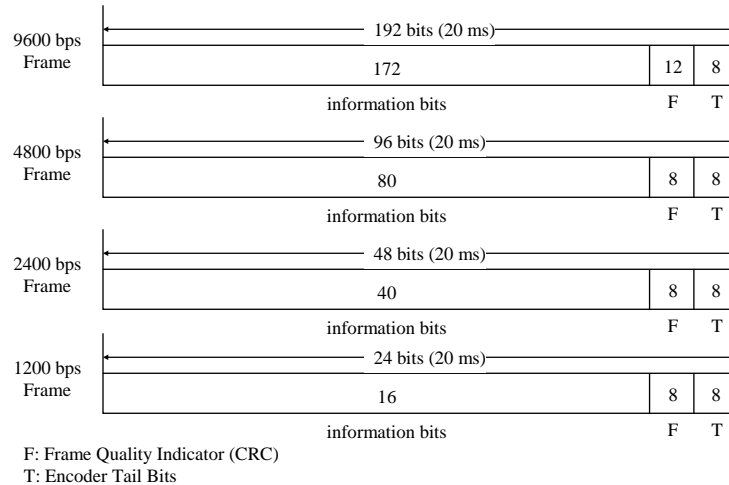 192 bits (20 ms)
9600 bps
Frame
172
12
8
information bits
F
T
96 bits (20 ms)
4800 bps
Frame
80
8
8
information bits
F
T
48 bits (20 ms)
2400 bps
Frame
40
8
8
information bits
F
T
24 bits (20 ms)
1200 bps
Frame
16
8
8
information bits
F
T
F: Frame Quality Indicator (CRC)
T: Encoder Tail Bits